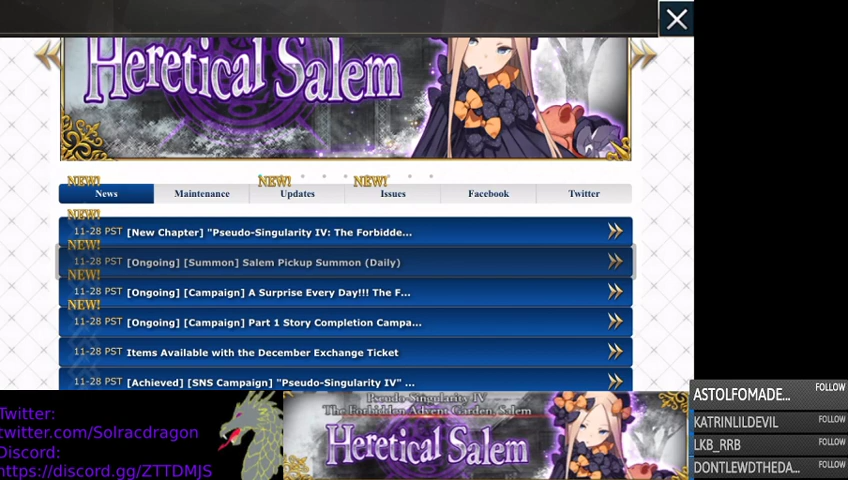 Heretical Salem
NEW!
NEW!
NEW!
News
Maintenance
Updates
Issues
Facebook
Twitter
NEW!
11-28 PST [New Chapter] "Pseudo-Singularity IV: The Forbidde...
NEW!
11-28 PST [Ongoing] [Summon] Salem Pickup Summon (Daily)
NEW!
11-28 PST [Ongoing] [Campaign] A Surprise Every Day!!! The F...
NEW!
11-28 PST [Ongoing] [Campaign] Part 1 Story Completion Campa...
11-28 PST Items Available with the December Exchange Ticket
11-28 PST [Achieved] [SNS Campaign] "Pseudo-Singularity IV" ...
Twitter:
twitter.com/Solracdragon
Discord:
https://discord.gg/ZTTDMJS
Pseudo-Singularity IV
The Forbidden Advent Garden, Salem
Heretical Salem
ASTOLFOMADE... FOLLOW
KATRINLILDEVIL FOLLOW
LKB_RRB FOLLOW
DONTLEWDTHEDA... FOLLOW